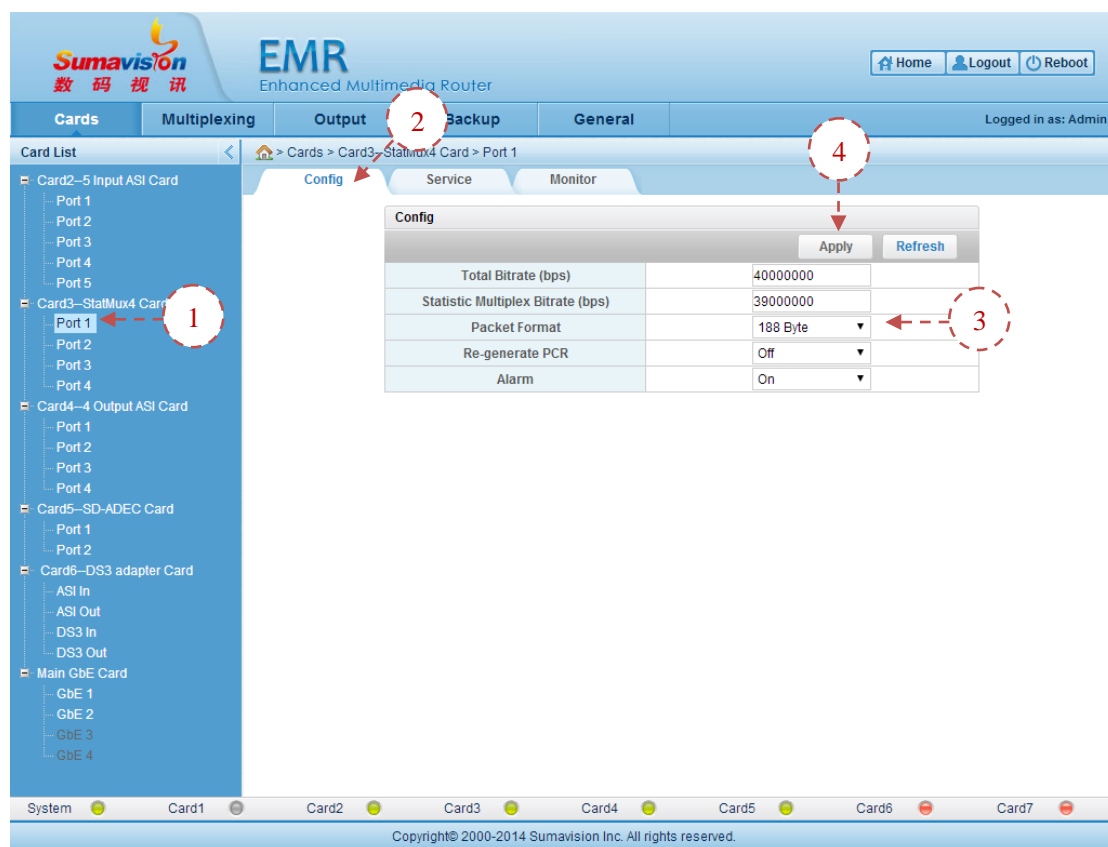 Sumavision
数 码 视 讯
EMR
Enhanced Multimedia Router
Home Logout Reboot
Cards Multiplexing Output Backup General Logged in as: Admin
2
Card List
> Cards > Card3--StatMux4 Card > Port 1
4
Config Service Monitor
Card2--5 Input ASI Card
Port 1
Port 2
Port 3
Port 4
Port 5
Card3--StatMux4 Card
Port 1
1
Port 2
Port 3
Port 4
Card4--4 Output ASI Card
Port 1
Port 2
Port 3
Port 4
Card5--SD-ADEC Card
Port 1
Port 2
Card6--DS3 adapter Card
ASI In
ASI Out
DS3 In
DS3 Out
Main GbE Card
GbE 1
GbE 2
GbE 3
GbE 4
Config
Apply Refresh
Total Bitrate (bps) 40000000
Statistic Multiplex Bitrate (bps) 39000000
Packet Format 188 Byte
3
Re-generate PCR Off
Alarm On
System Card1 Card2 Card3 Card4 Card5 Card6 Card7
Copyright© 2000-2014 Sumavision Inc. All rights reserved.